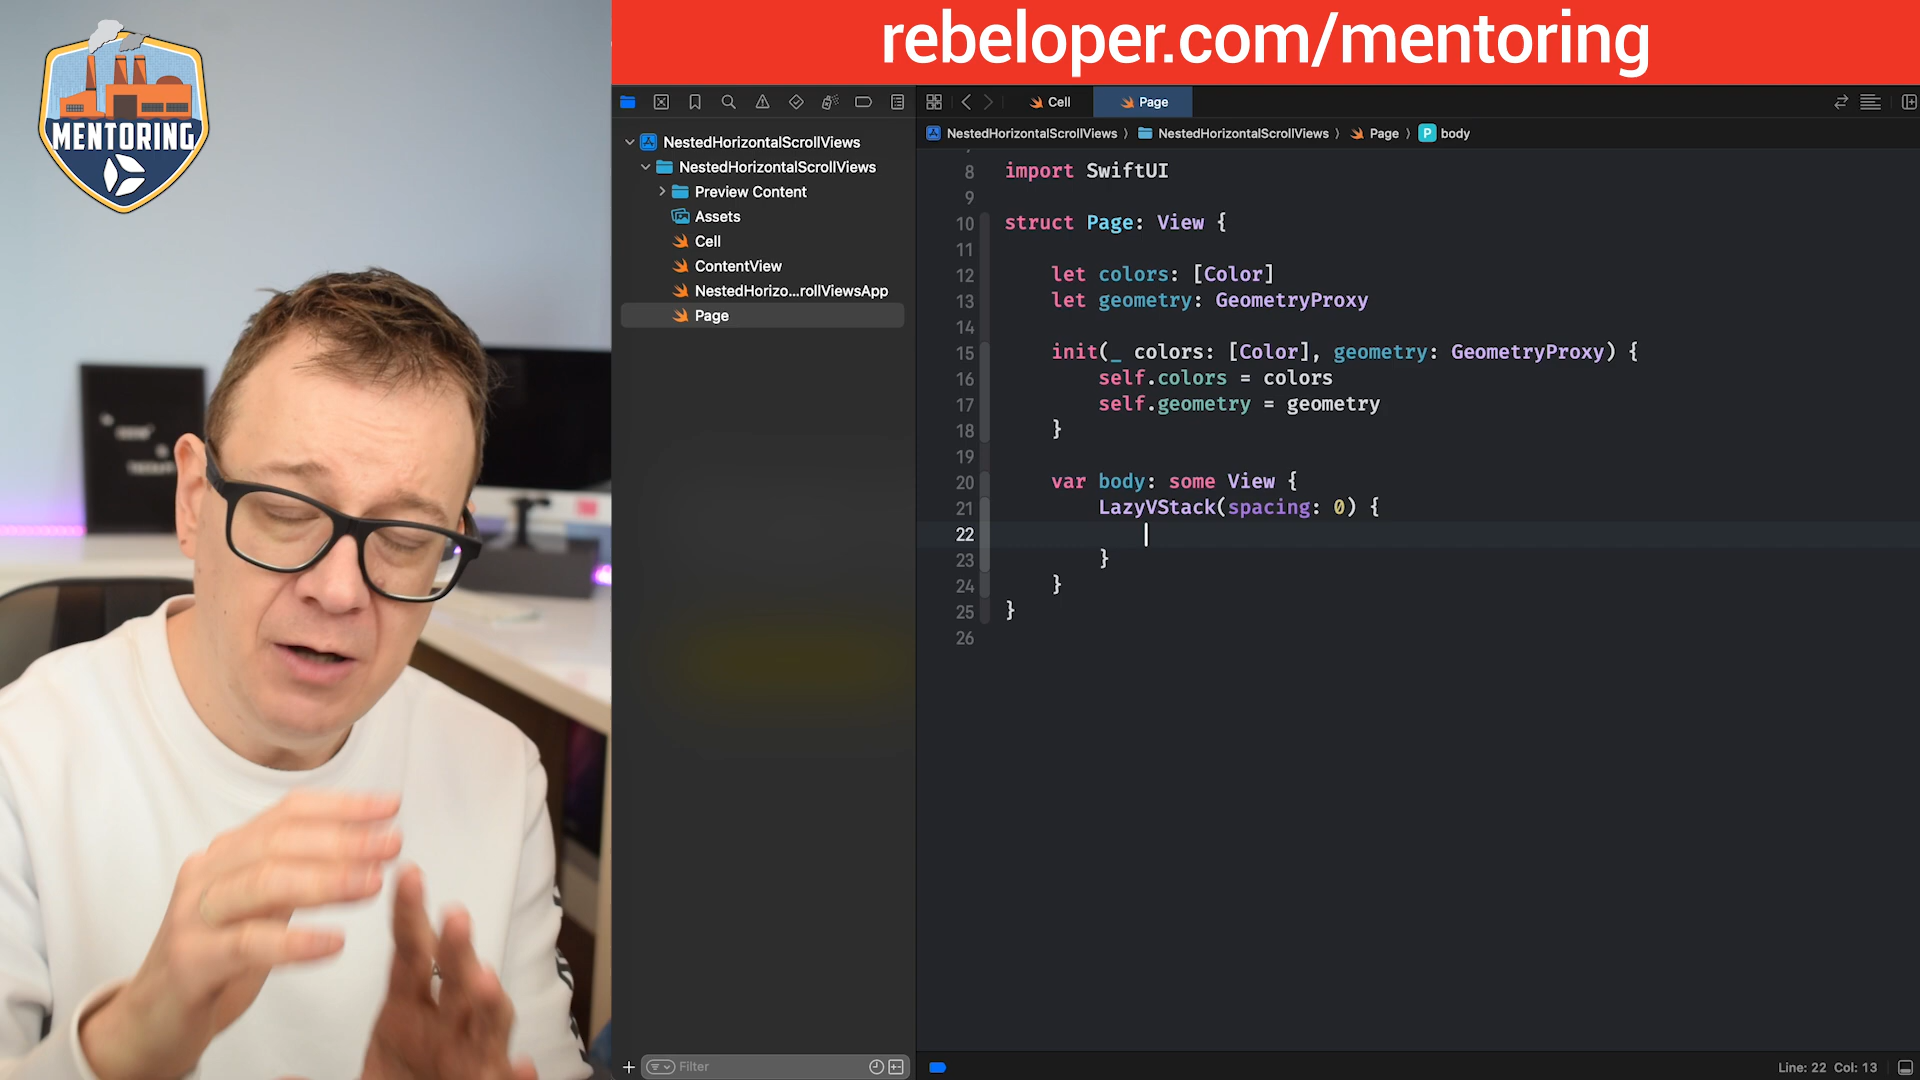 rebeloper.com/mentoring
MENTORING
Cell
Page
NestedHorizontalScrollViews
NestedHorizontalScrollViews
Page
body
NestedHorizontalScrollViews
NestedHorizontalScrollViews
Preview Content
Assets
Cell
ContentView
NestedHorizo...rollViewsApp
Page
8 import SwiftUI
9
10 struct Page: View {
11
12 let colors: [Color]
13 let geometry: GeometryProxy
14
15 init(_ colors: [Color], geometry: GeometryProxy) {
16 self.colors = colors
17 self.geometry = geometry
18 }
19
20 var body: some View {
21 LazyVStack(spacing: 0) {
22
23 }
24 }
25 }
26
Filter
Line: 22 Col: 13